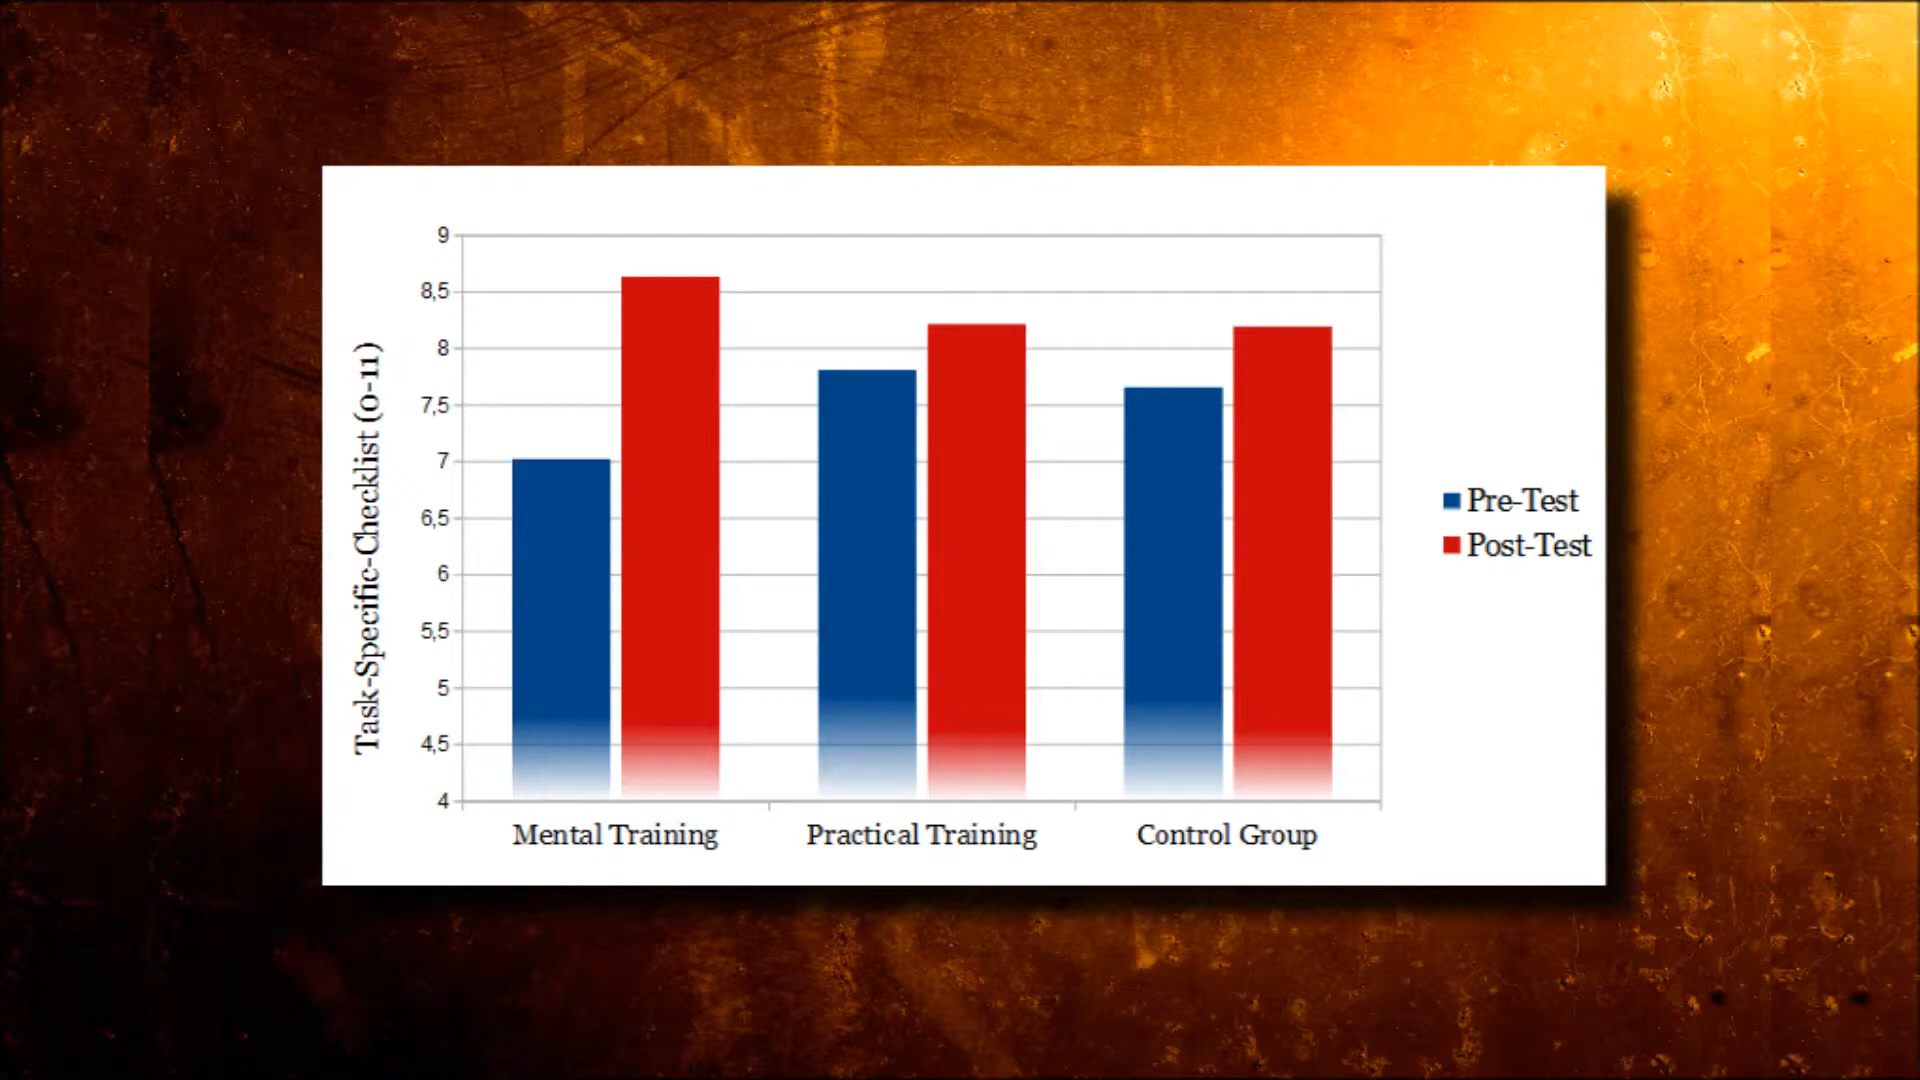 Task-Specific-Checklist (0-11)
9
8,5
8
7,5
7
6,5
6
5,5
5
4,5
4
Mental Training
Practical Training
Control Group
Pre-Test
Post-Test